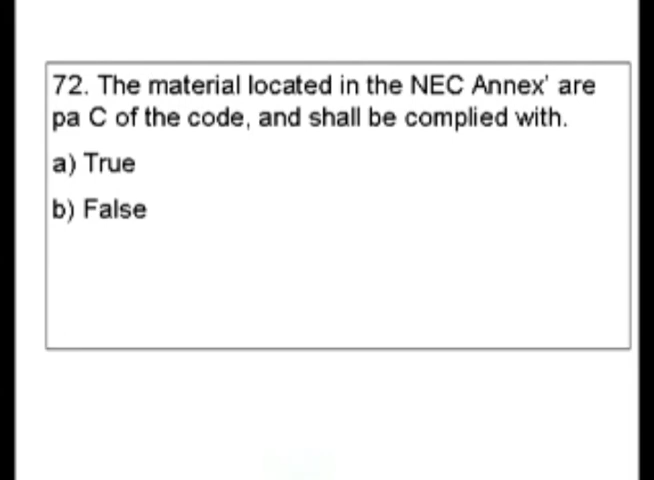 72. The material located in the NEC Annex' are
pa C of the code, and shall be complied with.
a) True
b) False